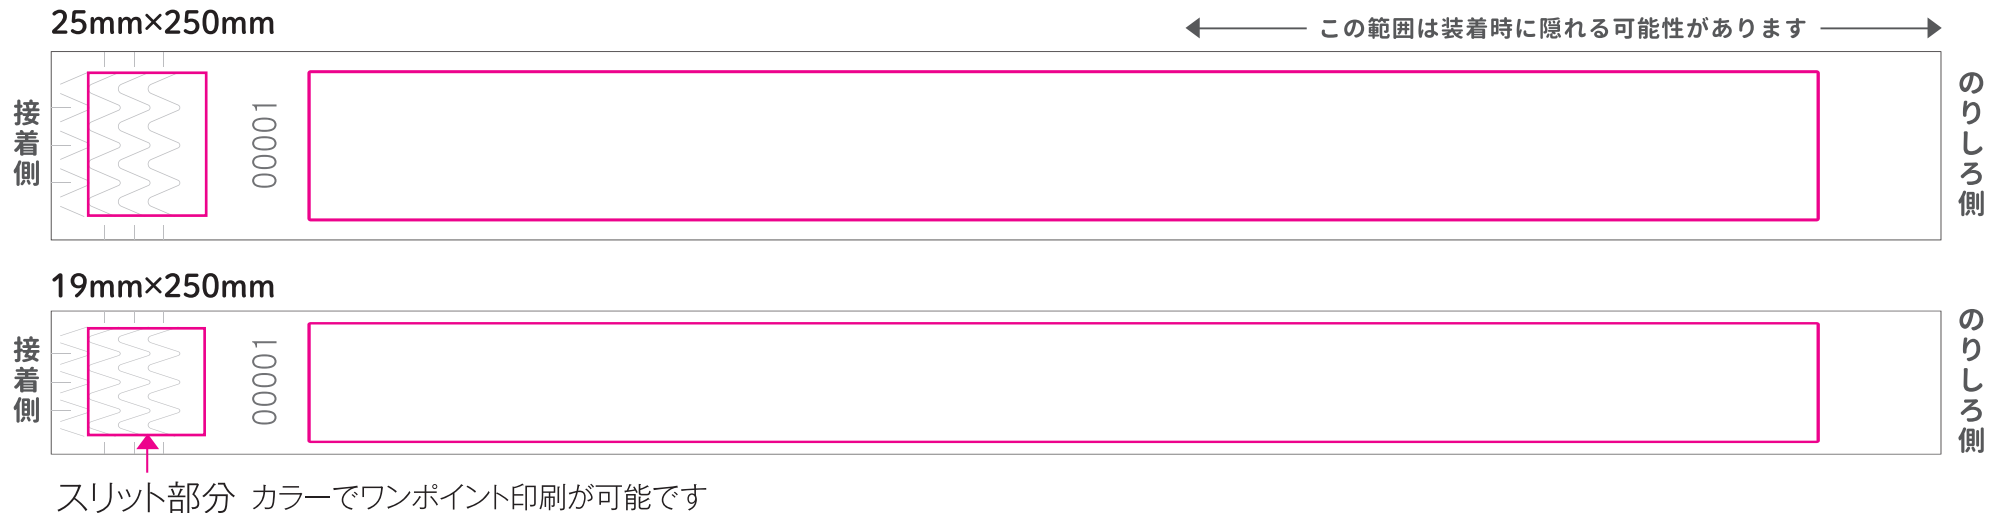 25mm×250mm
この範囲は装着時に隠れる可能性があります
接着側
00001
のりしろ側
19mm×250mm
接着側
00001
のりしろ側
スリット部分 カラーでワンポイント印刷が可能です